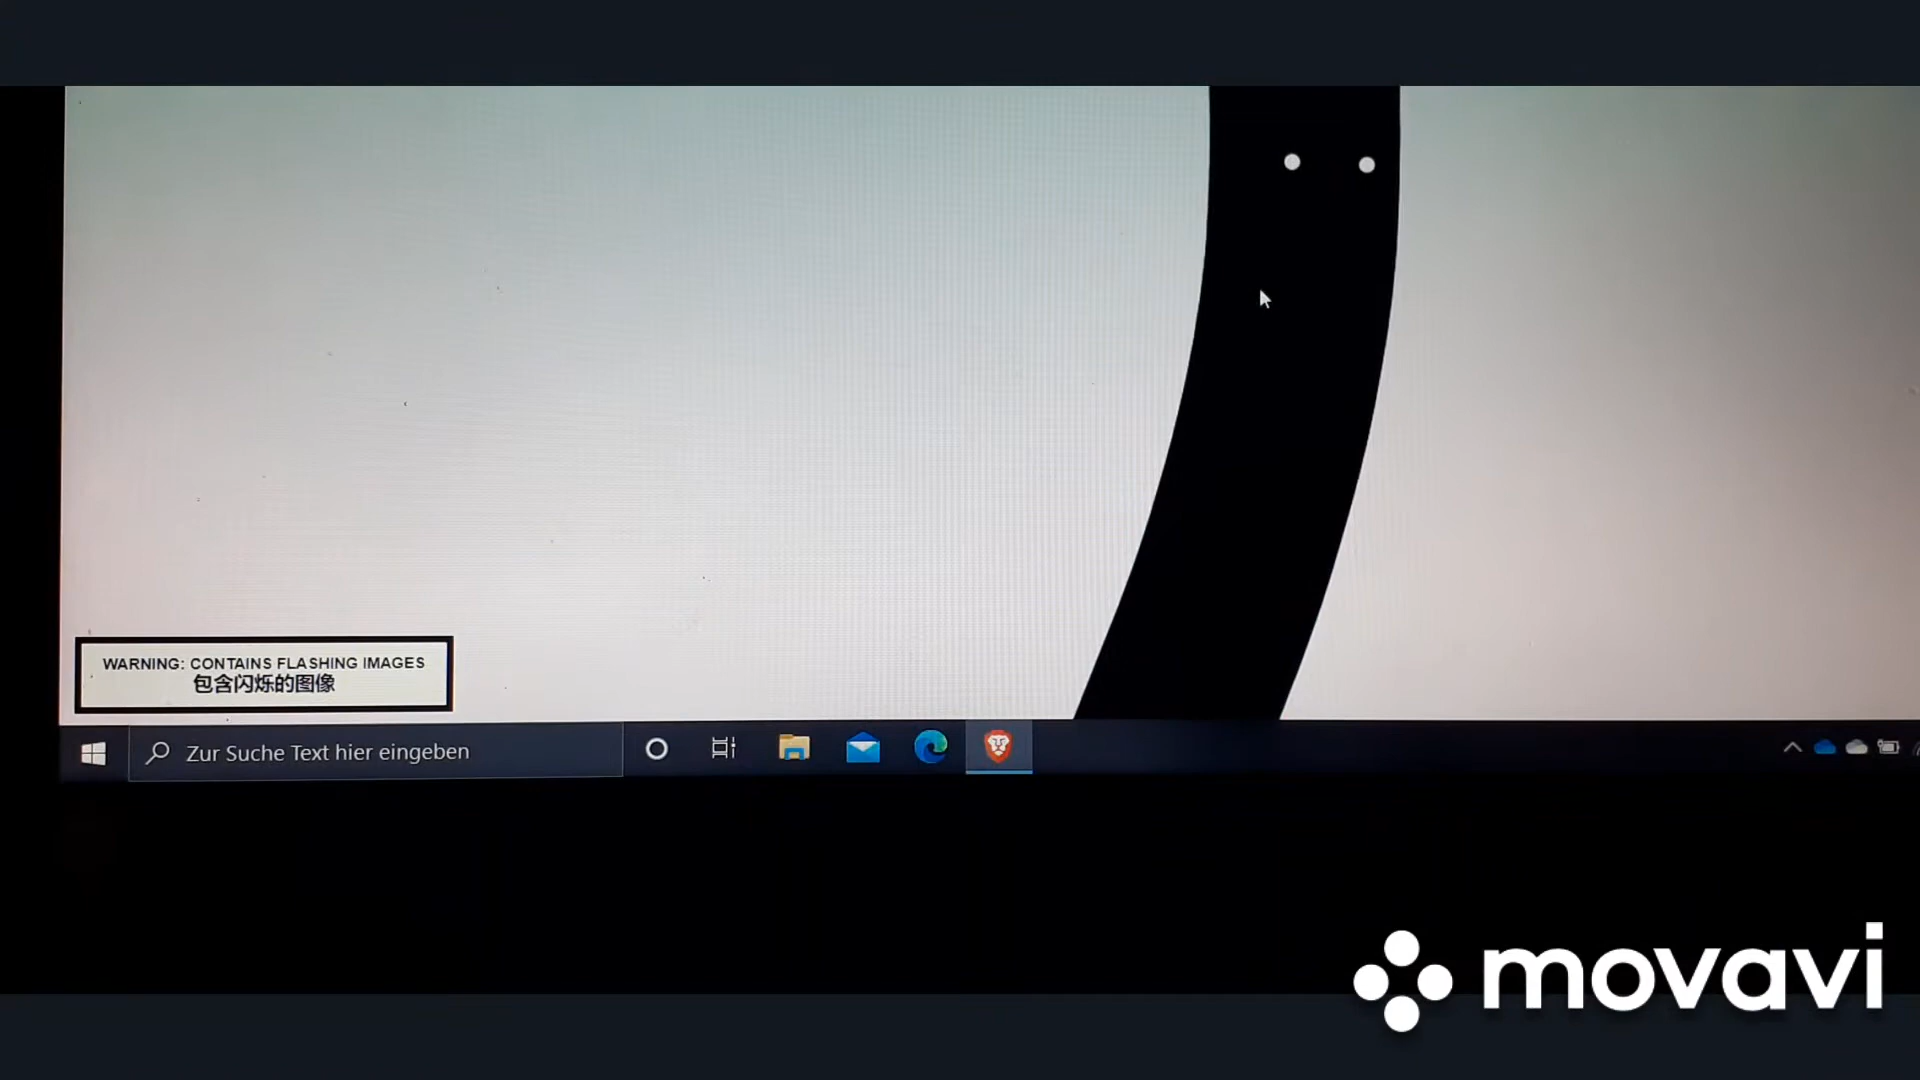 WARNING: CONTAINS FLASHING IMAGES
包含闪烁的图像
Zur Suche Text hier eingeben
movavi